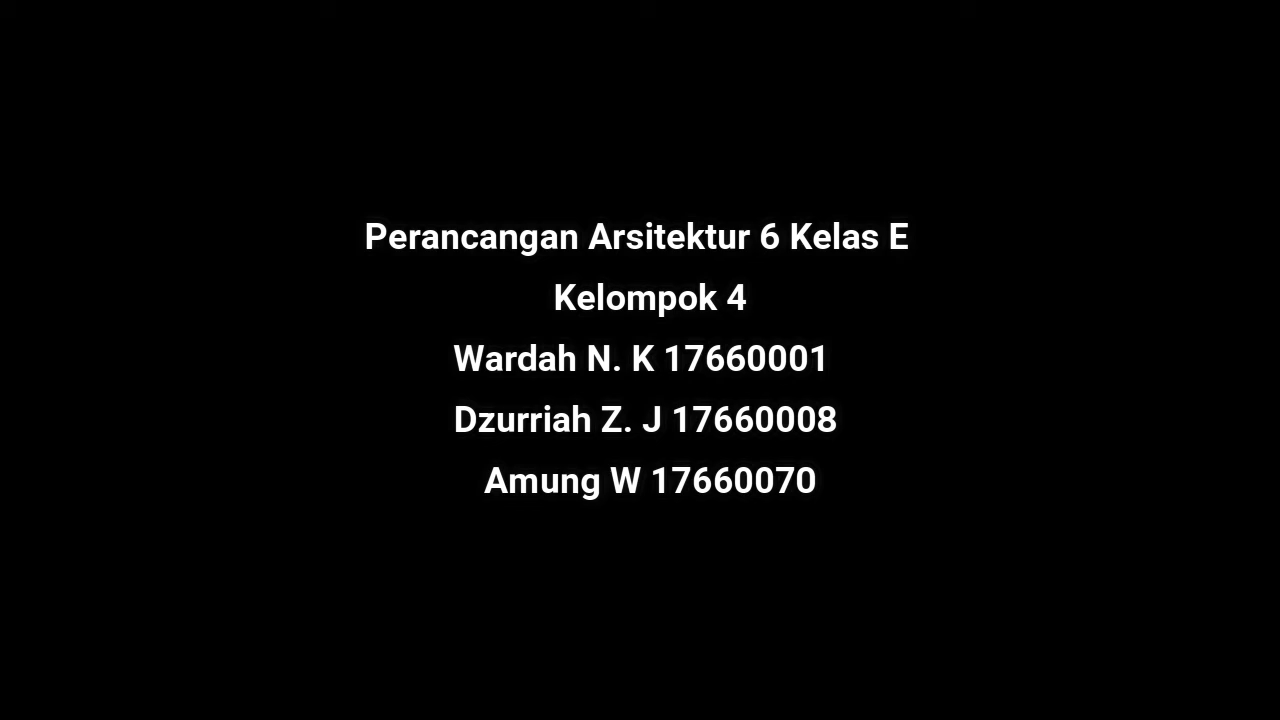 Perancangan Arsitektur 6 Kelas E
Kelompok 4
Wardah N. K 17660001
Dzurriah Z. J 17660008
Amung W 17660070